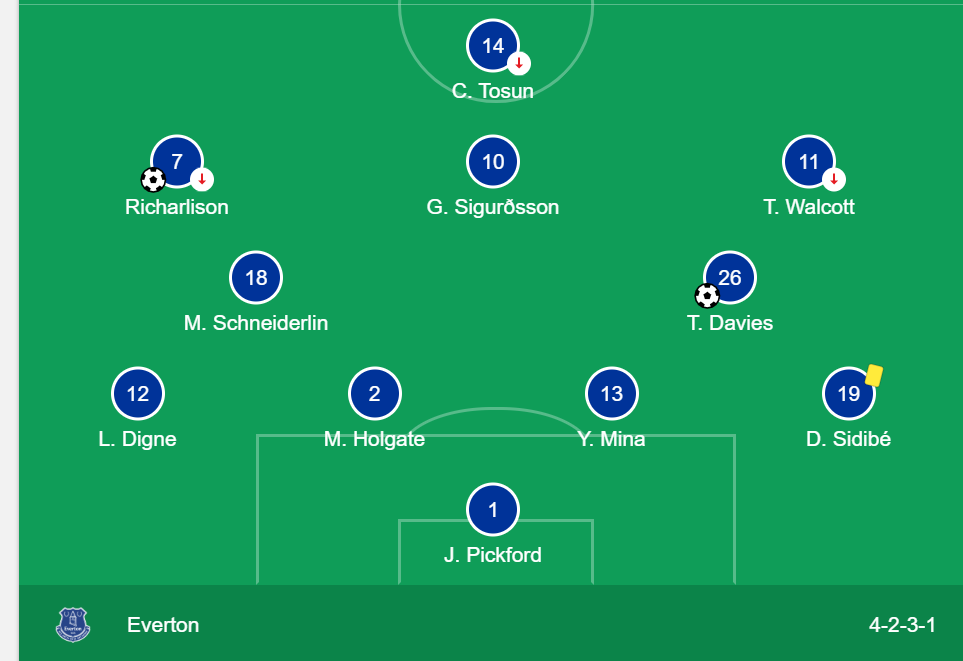 14
C. Tosun
7 10 11
Richarlison G. Sigurðsson T. Walcott
18 26
M. Schneiderlin T. Davies
12 2 13 19
L. Digne M. Holgate Y. Mina D. Sidibé
1
J. Pickford
Everton 4-2-3-1